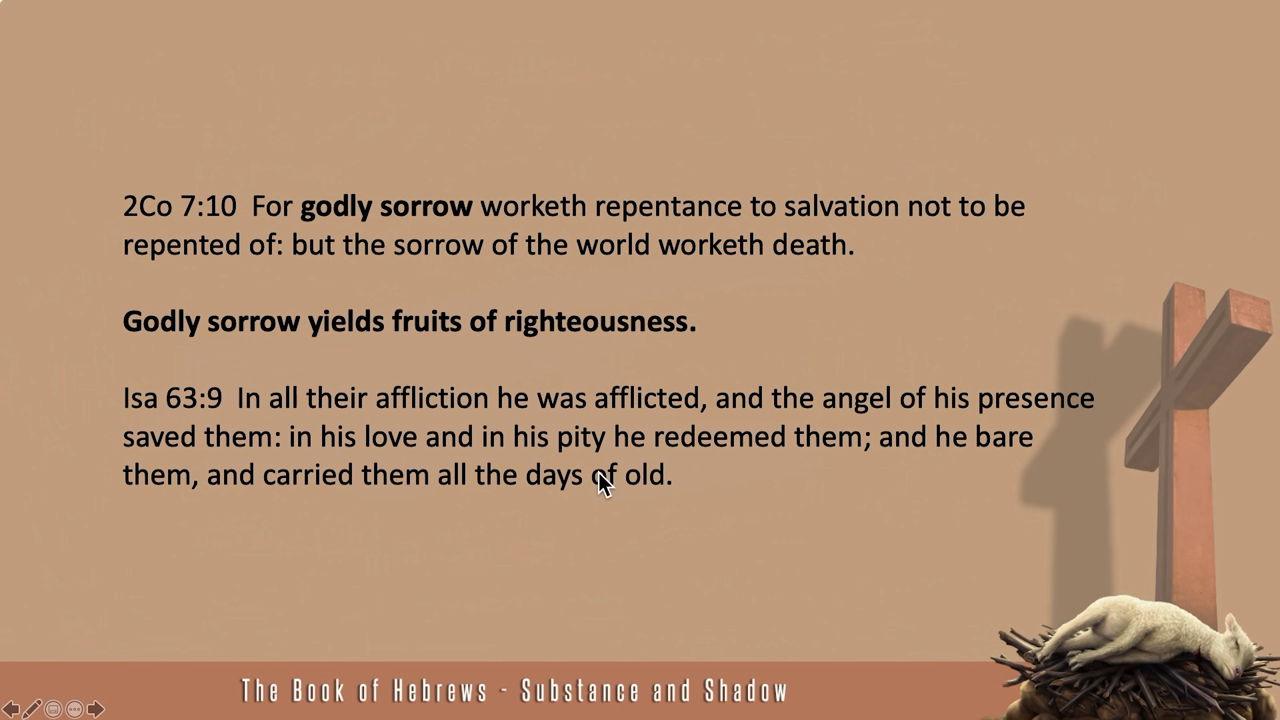 2Co 7:10  For godly sorrow worketh repentance to salvation not to be
repented of: but the sorrow of the world worketh death.
Godly sorrow yields fruits of righteousness.
Isa 63:9  In all their affliction he was afflicted, and the angel of his presence
saved them: in his love and in his pity he redeemed them; and he bare
them, and carried them all the days of old.
The Book of Hebrews - Substance and Shadow